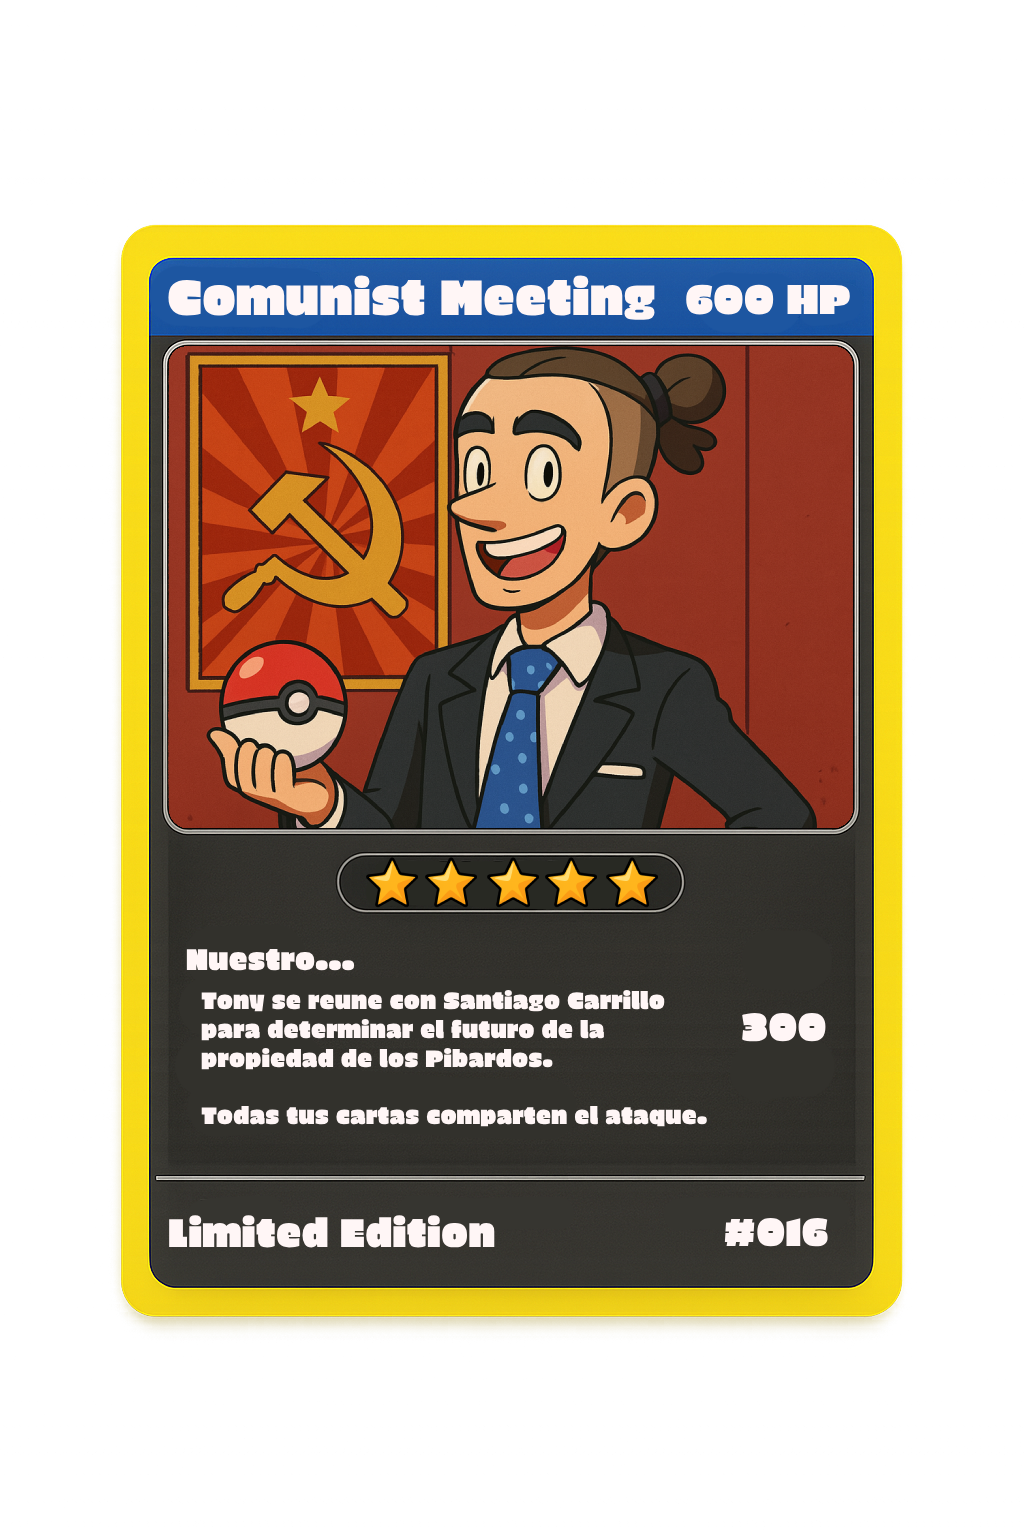 Comunist Meeting 600 HP
Nuestro...
Tony se reune con Santiago Carrillo
para determinar el futuro de la
propiedad de los Pibardos.
300
Todas tus cartas comparten el ataque.
Limited Edition #016